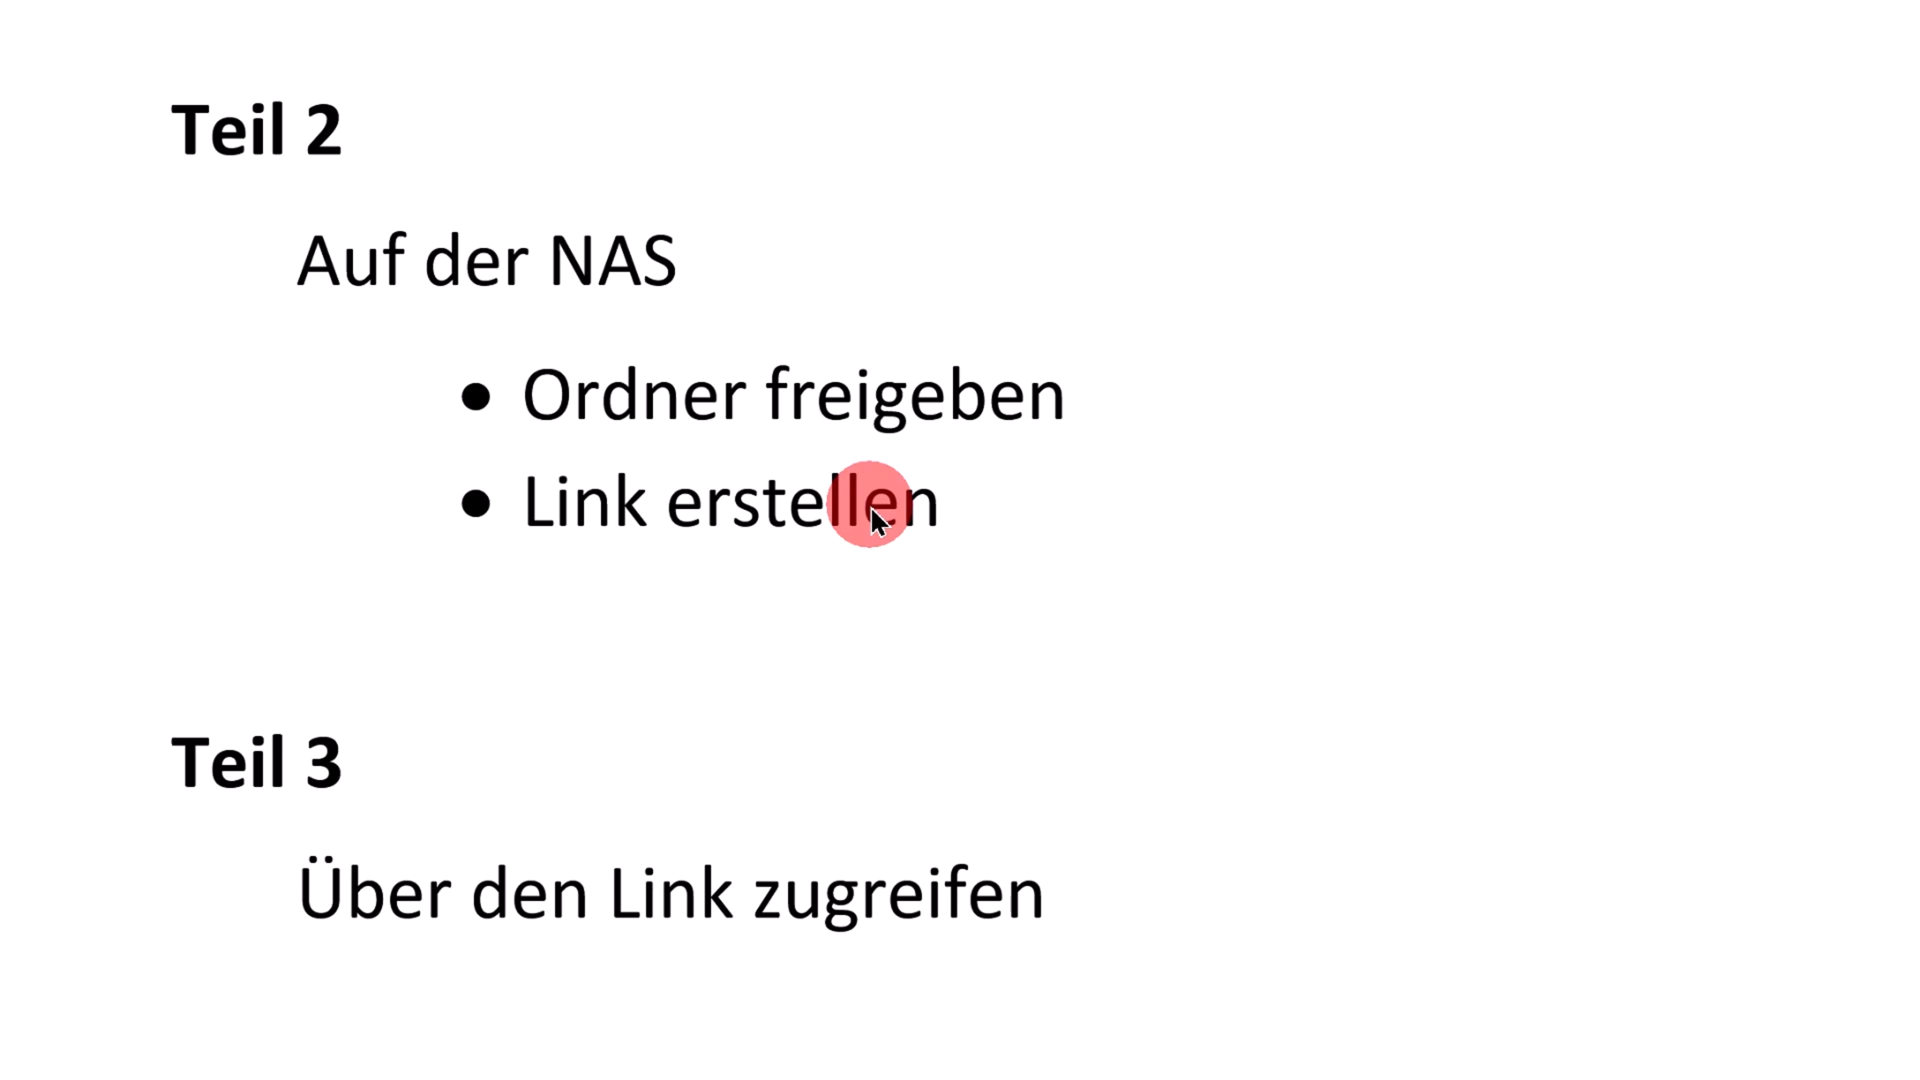 Teil 2
Auf der NAS
● Ordner freigeben
● Link erstellen
Teil 3
Über den Link zugreifen